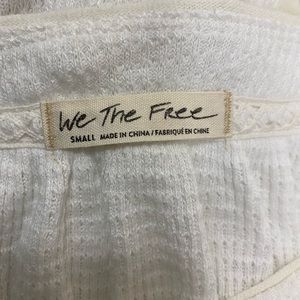 We The Free
SMALL MADE IN CHINA / FABRIQUÉ EN CHINE